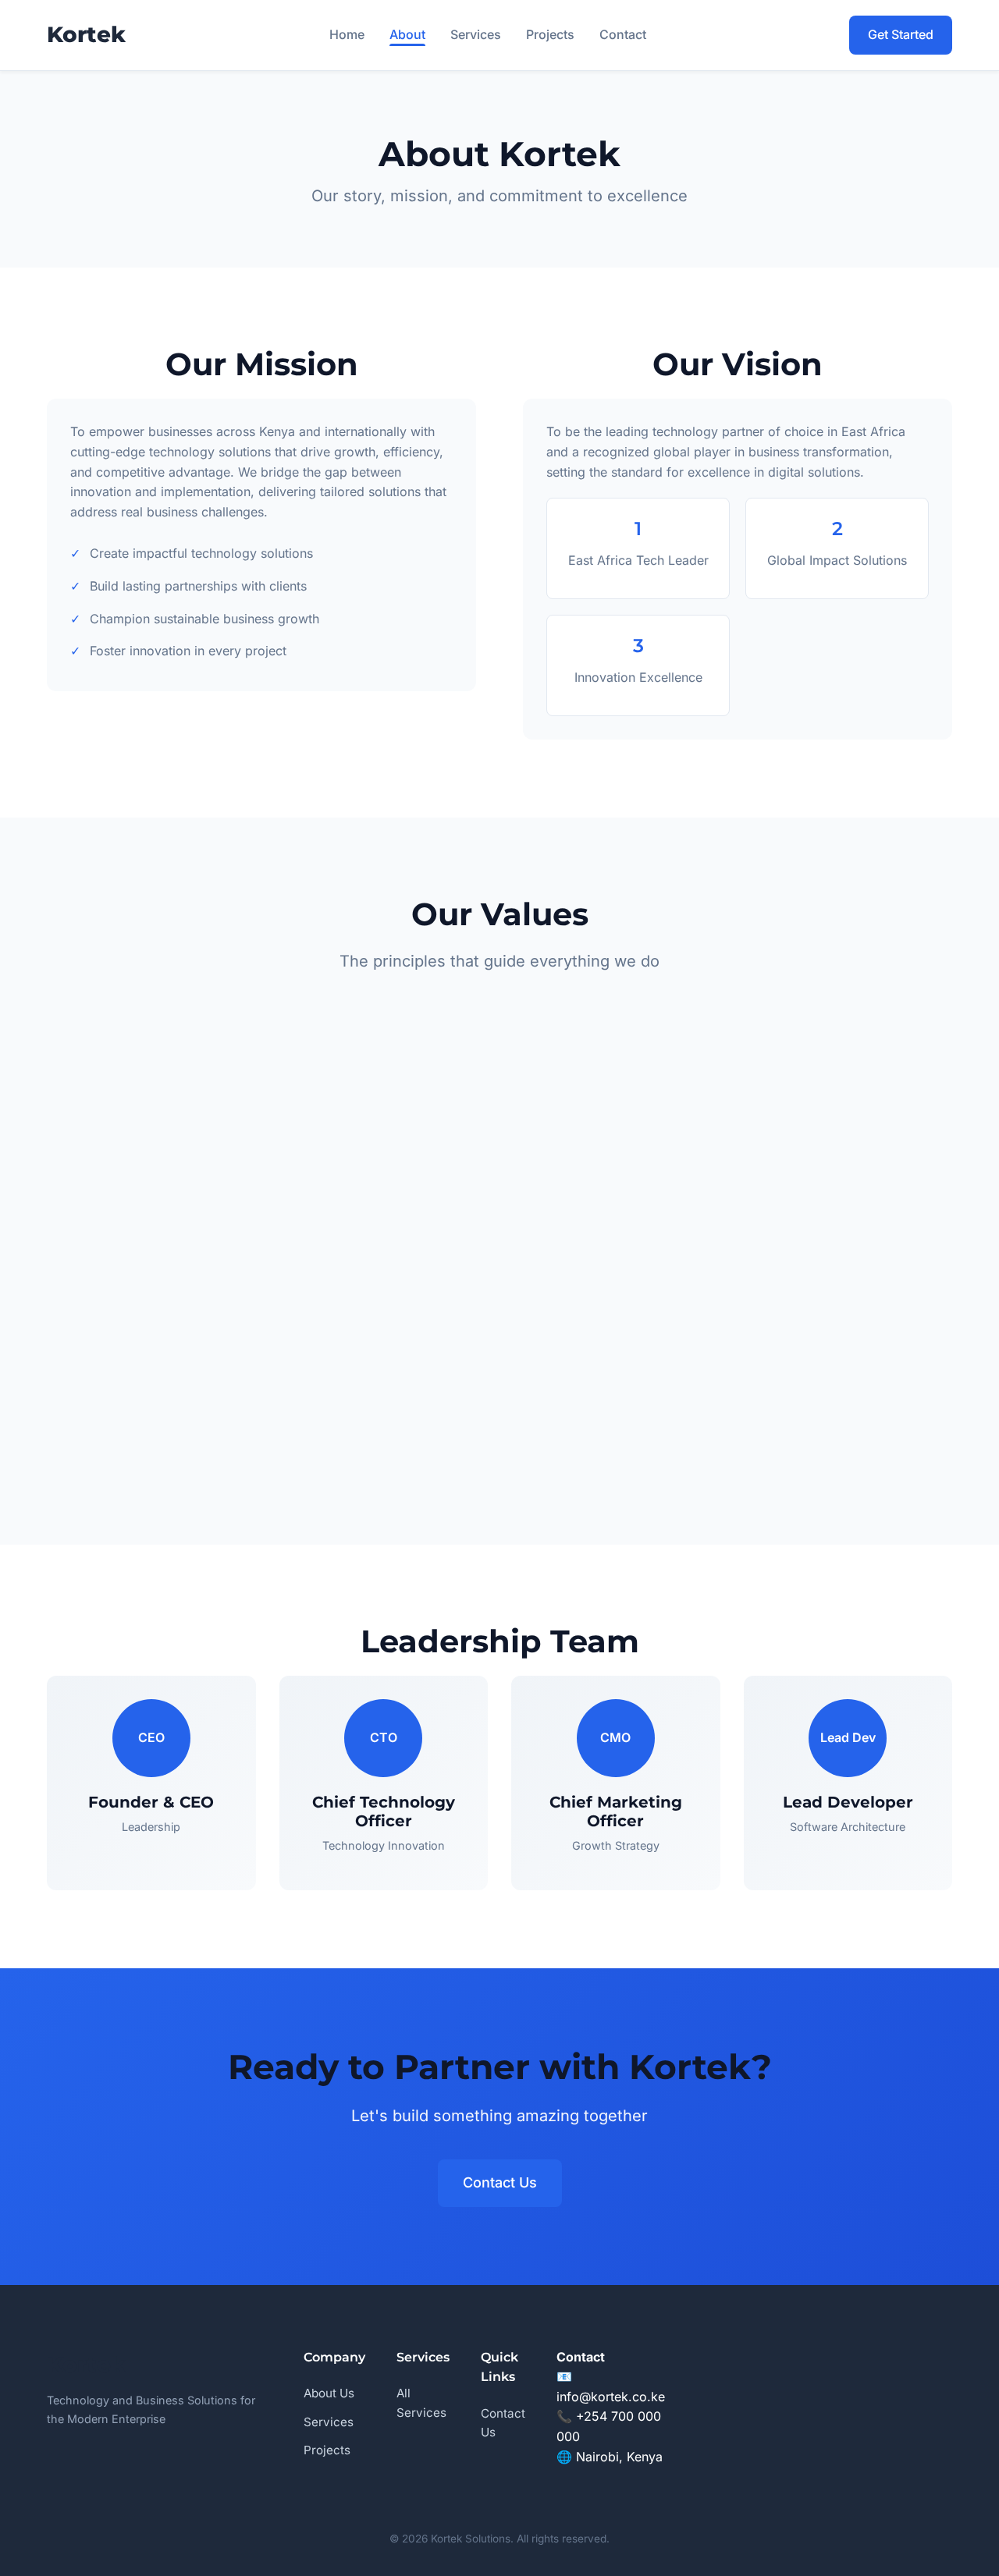 Kortek
Home
About
Services
Projects
Contact
Get Started
About Kortek
Our story, mission, and commitment to excellence
Our Mission
To empower businesses across Kenya and internationally with
cutting-edge technology solutions that drive growth, efficiency,
and competitive advantage. We bridge the gap between
innovation and implementation, delivering tailored solutions that
address real business challenges.
✓ Create impactful technology solutions
✓ Build lasting partnerships with clients
✓ Champion sustainable business growth
✓ Foster innovation in every project
Our Vision
To be the leading technology partner of choice in East Africa
and a recognized global player in business transformation,
setting the standard for excellence in digital solutions.
1
East Africa Tech Leader
2
Global Impact Solutions
3
Innovation Excellence
Our Values
The principles that guide everything we do
Leadership Team
CEO
Founder & CEO
Leadership
CTO
Chief Technology
Officer
Technology Innovation
CMO
Chief Marketing
Officer
Growth Strategy
Lead Dev
Lead Developer
Software Architecture
Ready to Partner with Kortek?
Let's build something amazing together
Contact Us
Technology and Business Solutions for
the Modern Enterprise
Company
About Us
Services
Projects
Services
All
Services
Quick
Links
Contact
Us
Contact
📧
info@kortek.co.ke
📞 +254 700 000
000
🌐 Nairobi, Kenya
© 2026 Kortek Solutions. All rights reserved.